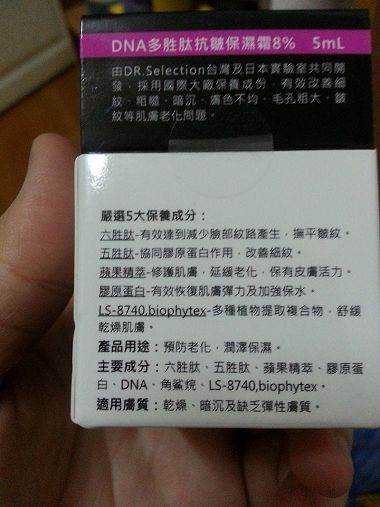 DNA多胜肽抗皺保濕霜8% 5mL
由DR.Selection台灣及日本實驗室共同開
發，採用國際大廠保養成份，有效改善細
紋、粗糙、暗沉、膚色不均、毛孔粗大、皺
紋等肌膚老化問題。
嚴選5大保養成分：
六胜肽-有效達到減少臉部紋路產生，撫平皺紋。
五胜肽-協同膠原蛋白作用，改善細紋。
蘋果精萃-修護肌膚，延緩老化，保有皮膚活力。
膠原蛋白-有效恢復肌膚彈力及加強保水。
LS-8740,biophytex-多種植物提取複合物，舒緩
乾燥肌膚。
產品用途：預防老化，潤澤保濕。
主要成分：六胜肽、五胜肽、蘋果精萃、膠原蛋
白、DNA、角鯊烷、LS-8740,biophytex。
適用膚質：乾燥、暗沉及缺乏彈性膚質。